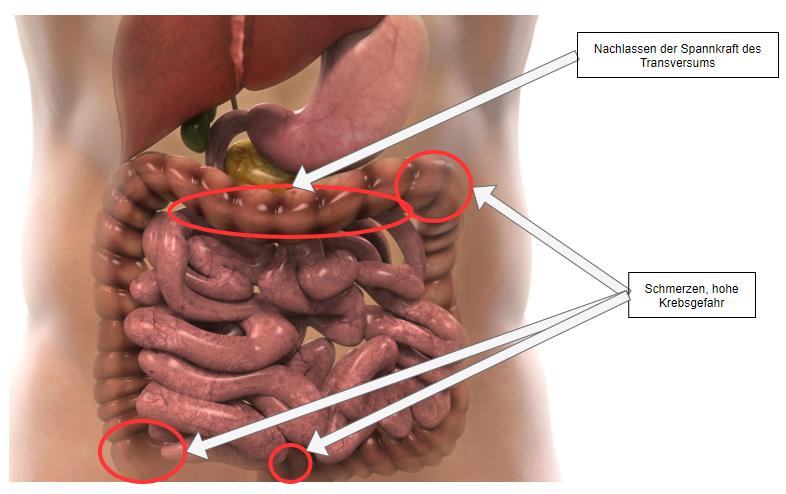 Nachlassen der Spannkraft des
Transversums
Schmerzen, hohe
Krebsgefahr